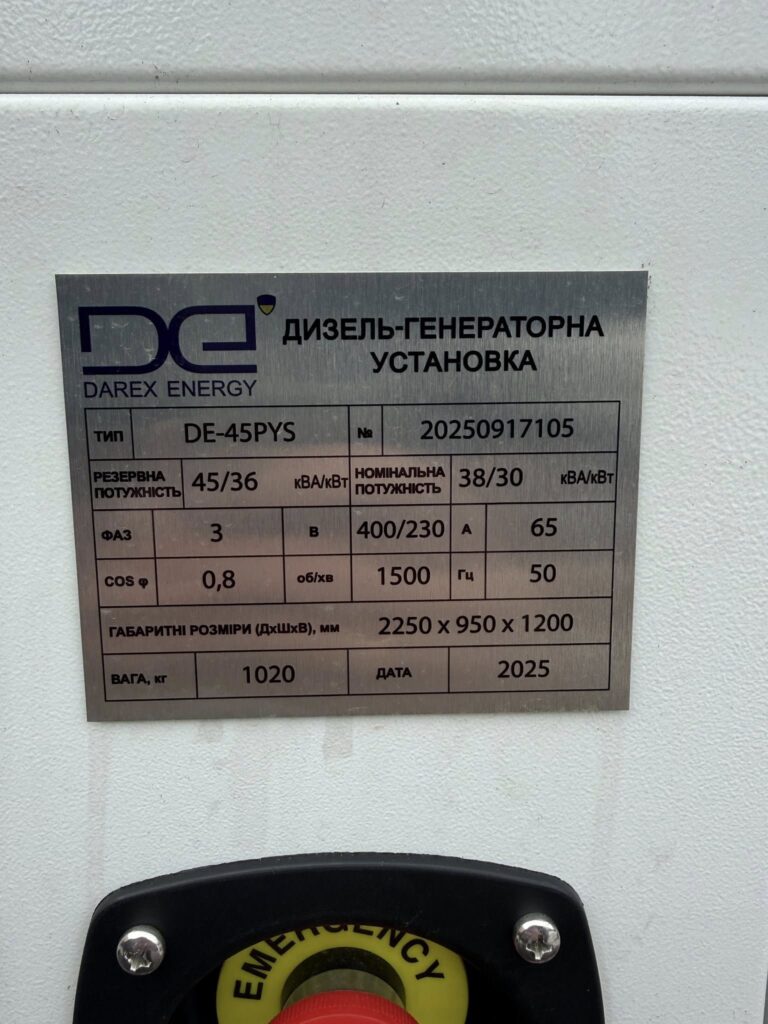 DE
DAREX ENERGY
ДИЗЕЛЬ-ГЕНЕРАТОРНА
УСТАНОВКА
ТИП DE-45PYS № 20250917105
РЕЗЕРВНА ПОТУЖНІСТЬ 45/36 кВА/кВт НОМІНАЛЬНА ПОТУЖНІСТЬ 38/30 кВА/кВт
ФАЗ 3 В 400/230 А 65
COS φ 0,8 об/хв 1500 Гц 50
ГАБАРИТНІ РОЗМІРИ (ДхШхВ), мм 2250 x 950 x 1200
ВАГА, кг 1020 ДАТА 2025
EMERGENCY